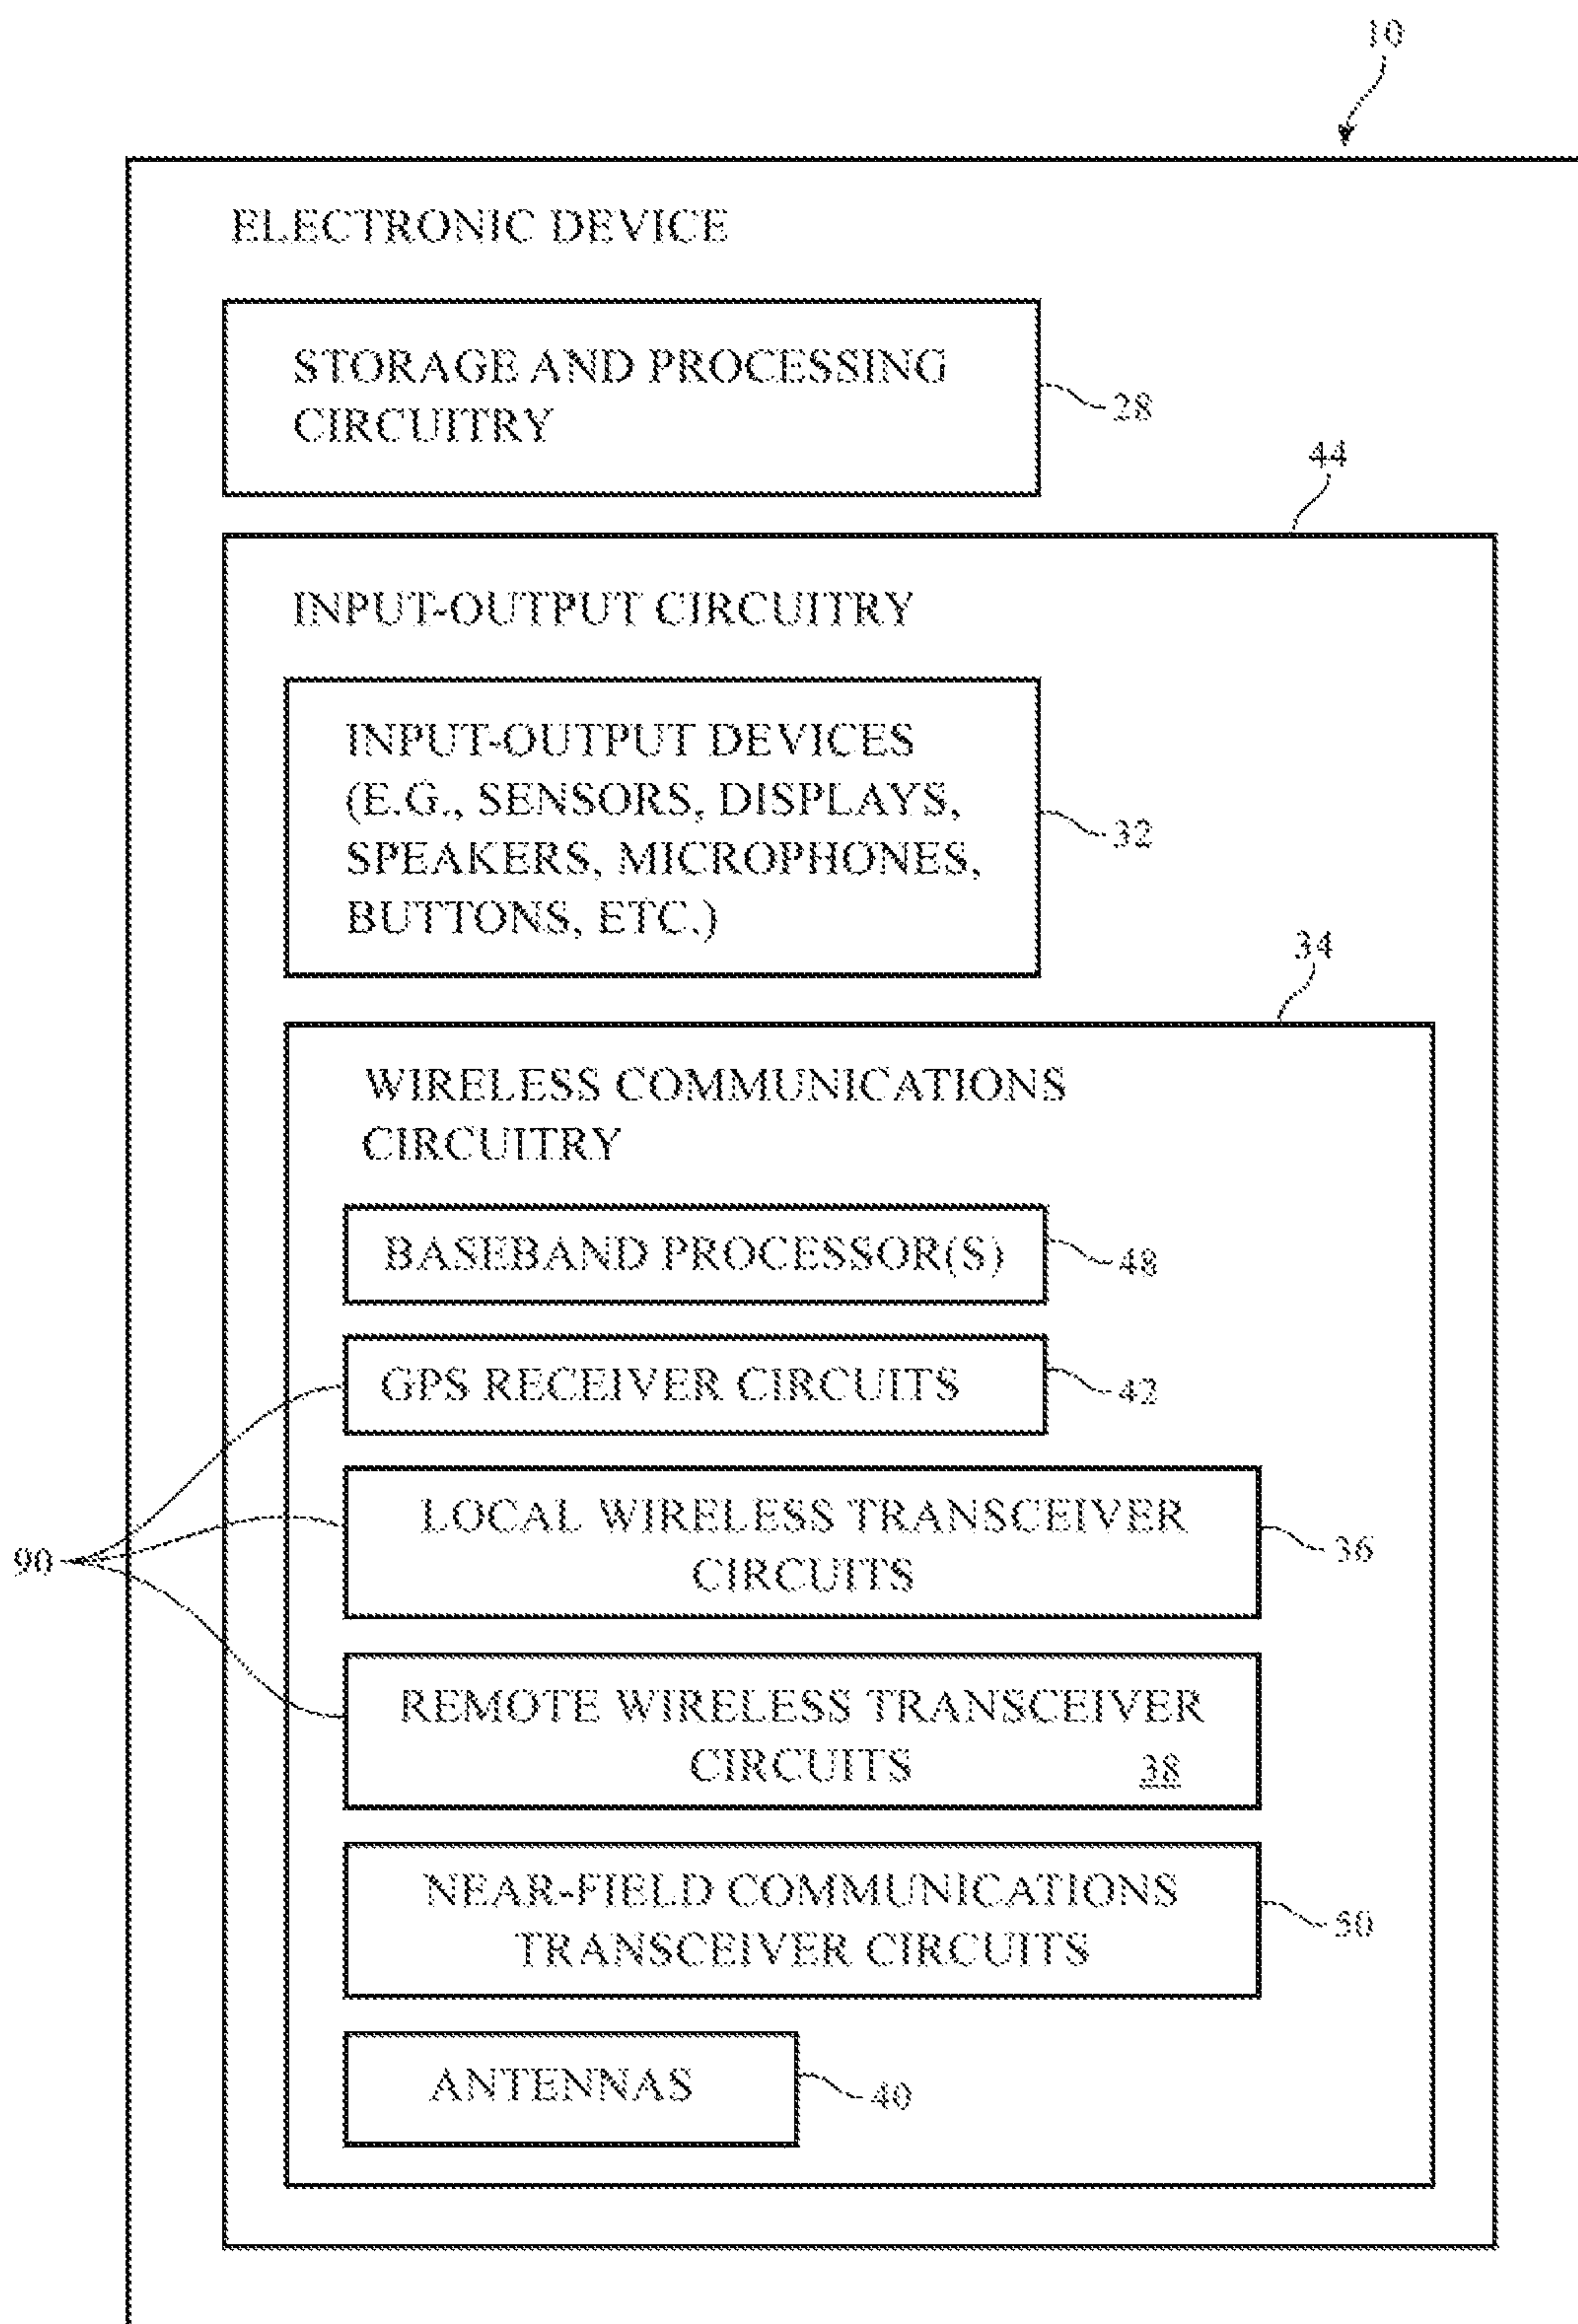 10
ELECTRONIC DEVICE
STORAGE AND PROCESSING
CIRCUITRY
28
44
INPUT-OUTPUT CIRCUITRY
INPUT-OUTPUT DEVICES
(E.G., SENSORS, DISPLAYS,
SPEAKERS, MICROPHONES,
BUTTONS, ETC.)
32
34
WIRELESS COMMUNICATIONS
CIRCUITRY
BASEBAND PROCESSOR(S)
48
GPS RECEIVER CIRCUITS
42
LOCAL WIRELESS TRANSCEIVER
CIRCUITS
36
90
REMOTE WIRELESS TRANSCEIVER
CIRCUITS 38
NEAR-FIELD COMMUNICATIONS
TRANSCEIVER CIRCUITS
50
ANTENNAS
40